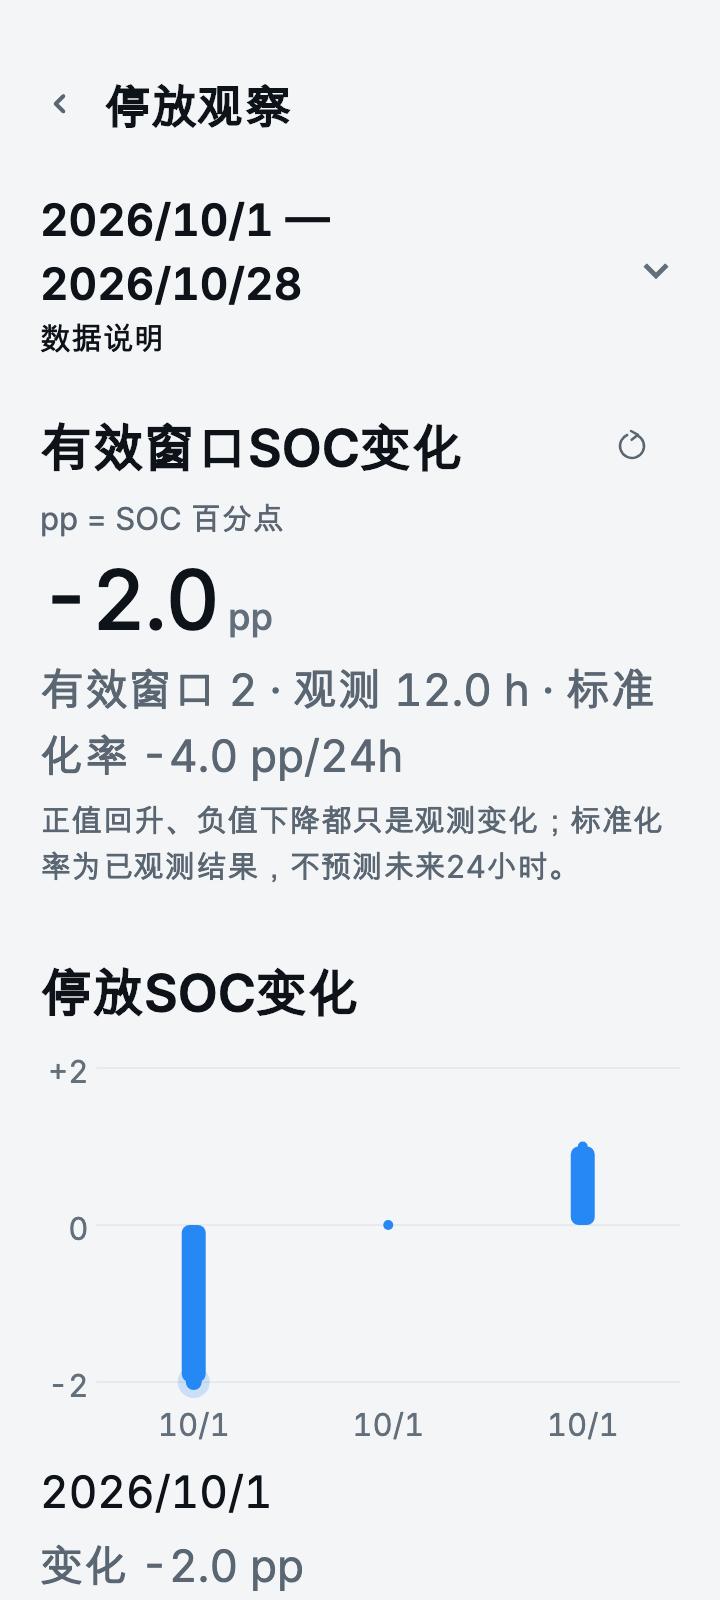 停放观察
2026/10/1 —
2026/10/28
数据说明
有效窗口SOC变化
pp = SOC 百分点
-2.0 pp
有效窗口 2 · 观测 12.0 h · 标准
化率 -4.0 pp/24h
正值回升、负值下降都只是观测变化；标准化
率为已观测结果，不预测未来24小时。
停放SOC变化
+2
0
-2
10/1 10/1 10/1
2026/10/1
变化 -2.0 pp